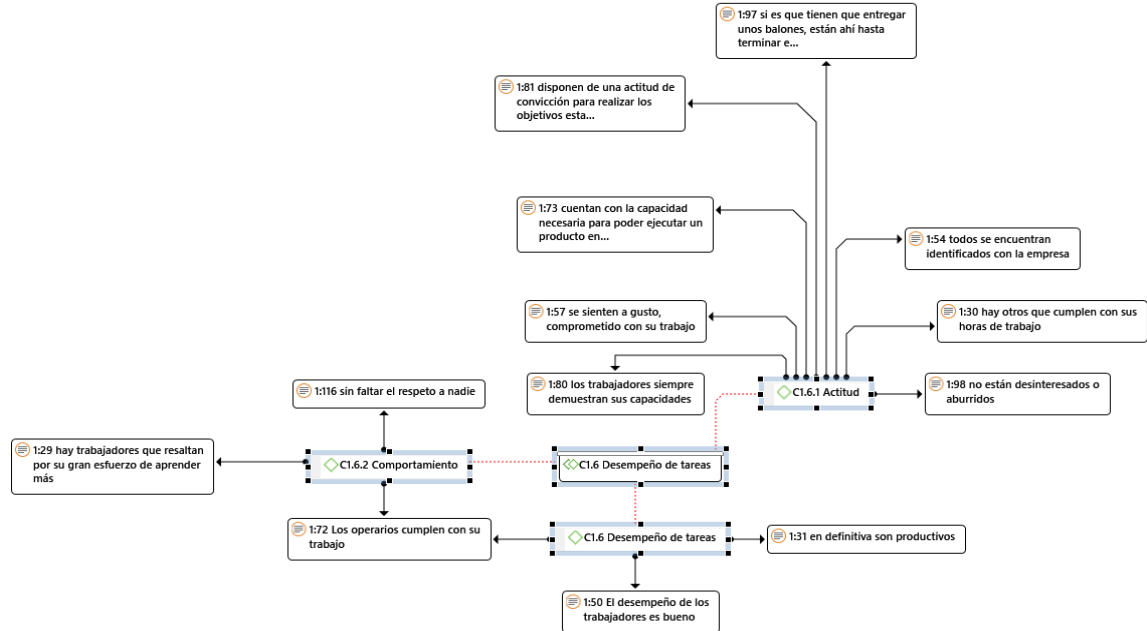 1:97 si es que tienen que entregar
unos balones, están ahí hasta
terminar e...
1:81 disponen de una actitud de
convicción para realizar los
objetivos esta...
1:73 cuentan con la capacidad
necesaria para poder ejecutar un
producto en...
1:54 todos se encuentran
identificados con la empresa
1:57 se sienten a gusto,
comprometido con su trabajo
1:30 hay otros que cumplen con sus
horas de trabajo
1:80 los trabajadores siempre
demuestran sus capacidades
C1.6.1 Actitud
1:98 no están desinteresados o
aburridos
1:116 sin faltar el respeto a nadie
1:29 hay trabajadores que resaltan
por su gran esfuerzo de aprender
más
C1.6.2 Comportamiento
C1.6 Desempeño de tareas
1:72 Los operarios cumplen con su
trabajo
C1.6 Desempeño de tareas
1:31 en definitiva son productivos
1:50 El desempeño de los
trabajadores es bueno